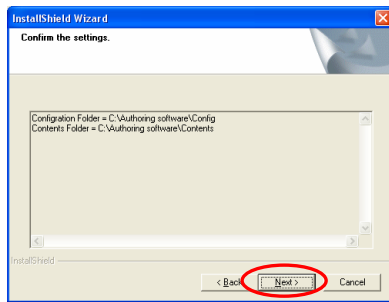 InstallShield Wizard
Confirm the settings.
Configration Folder = C:\Authoring software\Config
Contents Folder = C:\Authoring software\Contents
InstallShield
< Back
Next >
Cancel